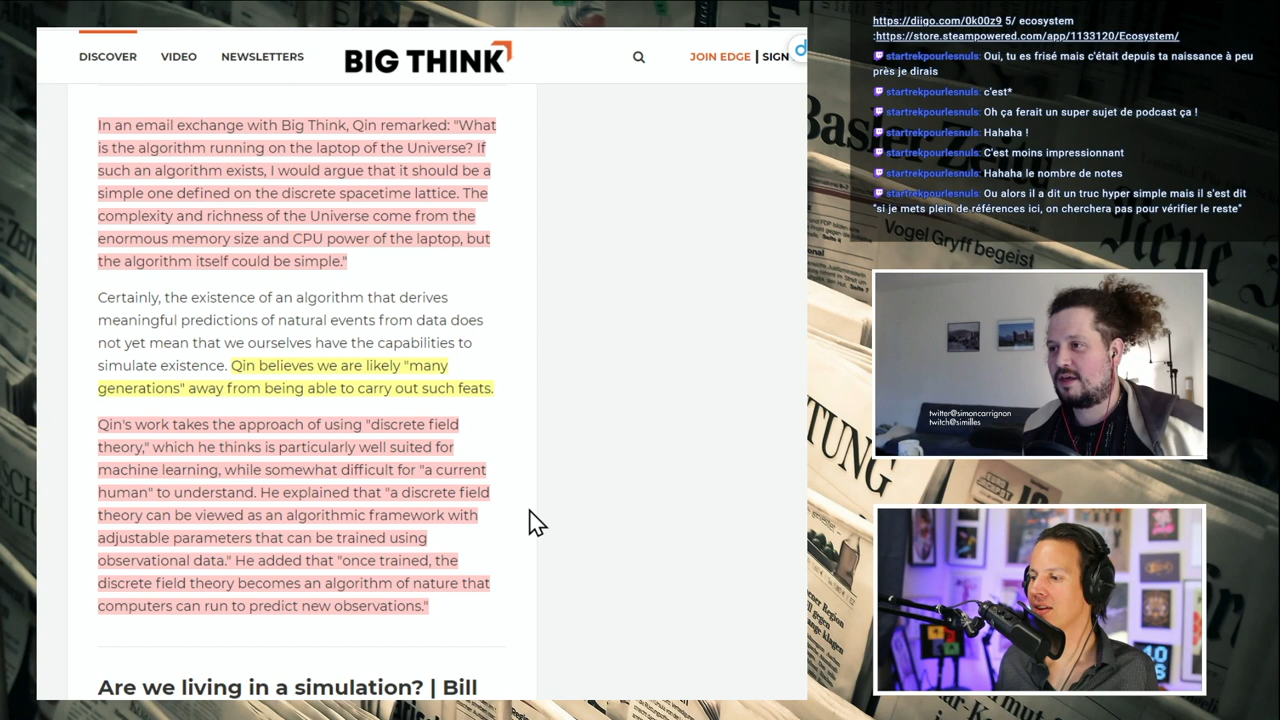 DISCOVER VIDEO NEWSLETTERS BIG THINK JOIN EDGE | SIGN
In an email exchange with Big Think, Qin remarked: "What
is the algorithm running on the laptop of the Universe? If
such an algorithm exists, I would argue that it should be a
simple one defined on the discrete spacetime lattice. The
complexity and richness of the Universe come from the
enormous memory size and CPU power of the laptop, but
the algorithm itself could be simple."
Certainly, the existence of an algorithm that derives
meaningful predictions of natural events from data does
not yet mean that we ourselves have the capabilities to
simulate existence. Qin believes we are likely "many
generations" away from being able to carry out such feats.
Qin's work takes the approach of using "discrete field
theory," which he thinks is particularly well suited for
machine learning, while somewhat difficult for "a current
human" to understand. He explained that "a discrete field
theory can be viewed as an algorithmic framework with
adjustable parameters that can be trained using
observational data." He added that "once trained, the
discrete field theory becomes an algorithm of nature that
computers can run to predict new observations."
Are we living in a simulation? | Bill
https://diigo.com/0k00z9 5/ ecosystem
:https://store.steampowered.com/app/1133120/Ecosystem/
startrekpourlesnuls: Oui, tu es frisé mais c'était depuis ta naissance à peu
près je dirais
startrekpourlesnuls: c'est*
startrekpourlesnuls: Oh ça ferait un super sujet de podcast ça !
startrekpourlesnuls: Hahaha !
startrekpourlesnuls: C'est moins impressionnant
startrekpourlesnuls: Hahaha le nombre de notes
startrekpourlesnuls: Ou alors il a dit un truc hyper simple mais il s'est dit
"si je mets plein de références ici, on cherchera pas pour vérifier le reste"
Basler Zeitu
Vogel Gryff begeist
Neue
TUNG
twitter@simoncarrignon
twitch@similles